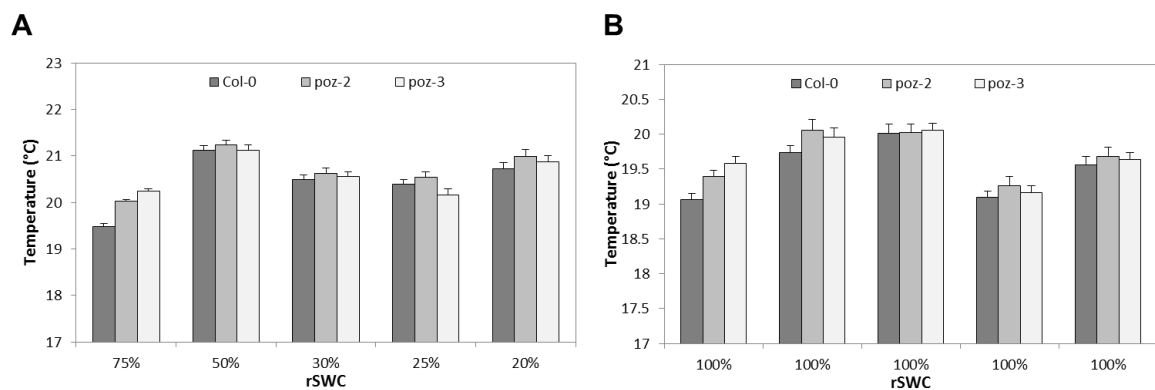 A
Temperature (°C)
23
22
21
20
19
18
17
Col-0 poz-2 poz-3
75% 50% 30% 25% 20%
rSWC
B
Temperature (°C)
21
20.5
20
19.5
19
18.5
18
17.5
17
Col-0 poz-2 poz-3
100% 100% 100% 100% 100%
rSWC